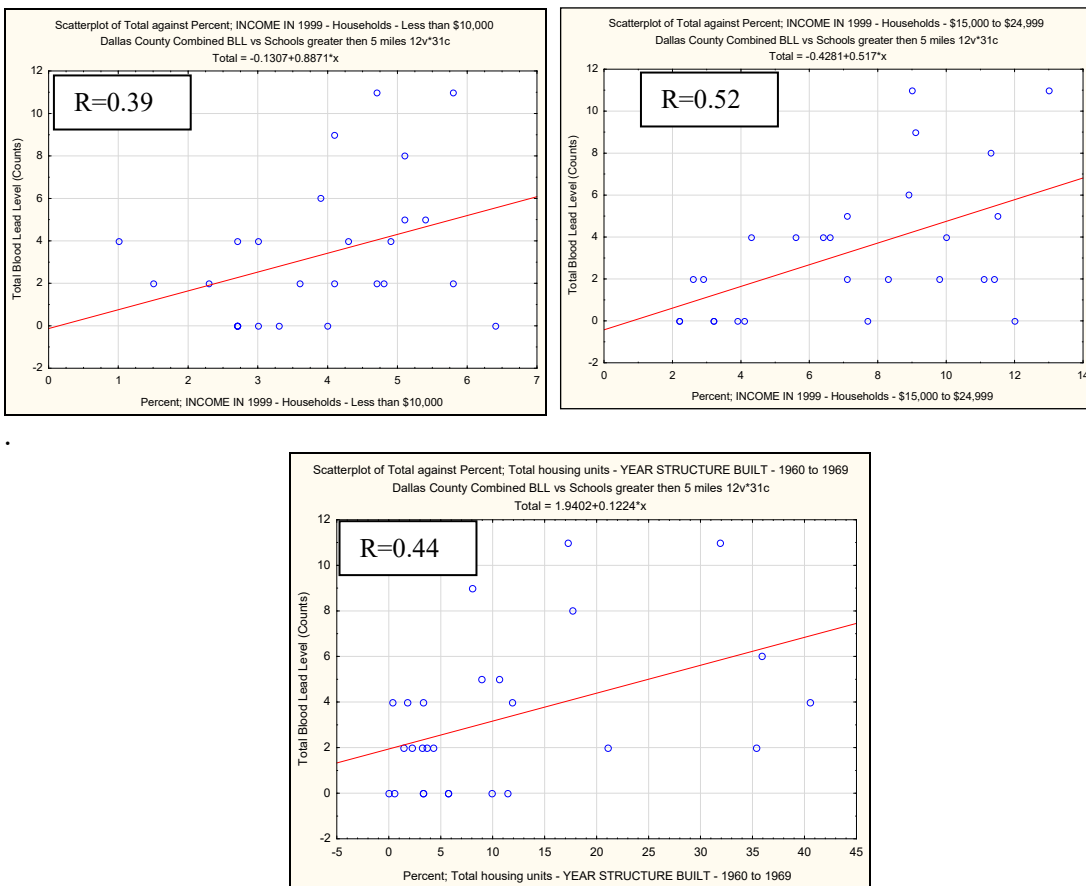 Scatterplot of Total against Percent; INCOME IN 1999 - Households - Less than $10,000
Dallas County Combined BLL vs Schools greater then 5 miles 12v*31c
Total = -0.1307+0.8871*x
R=0.39
Total Blood Lead Level (Counts)
12
10
8
6
4
2
0
-2
0 1 2 3 4 5 6 7
Percent; INCOME IN 1999 - Households - Less than $10,000
Scatterplot of Total against Percent; INCOME IN 1999 - Households - $15,000 to $24,999
Dallas County Combined BLL vs Schools greater then 5 miles 12v*31c
Total = -0.4281+0.517*x
R=0.52
Total Blood Lead Level (Counts)
12
10
8
6
4
2
0
-2
0 2 4 6 8 10 12 14
Percent; INCOME IN 1999 - Households - $15,000 to $24,999
.
Scatterplot of Total against Percent; Total housing units - YEAR STRUCTURE BUILT - 1960 to 1969
Dallas County Combined BLL vs Schools greater then 5 miles 12v*31c
Total = 1.9402+0.1224*x
R=0.44
Total Blood Lead Level (Counts)
12
10
8
6
4
2
0
-2
-5 0 5 10 15 20 25 30 35 40 45
Percent; Total housing units - YEAR STRUCTURE BUILT - 1960 to 1969